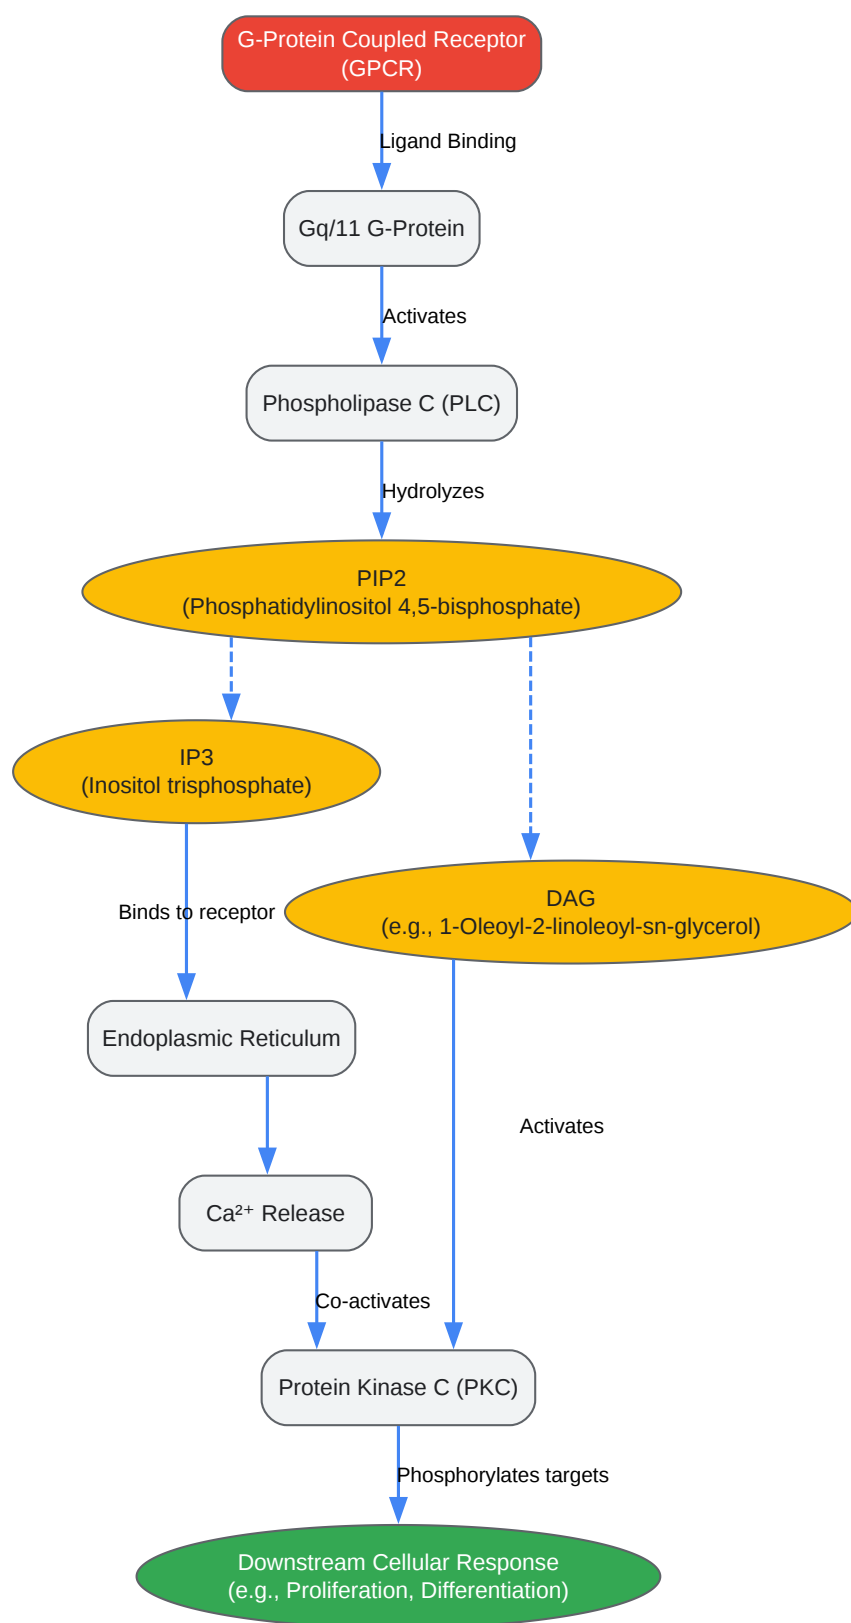 G-Protein Coupled Receptor
(GPCR)
Ligand Binding
Gq/11 G-Protein
Activates
Phospholipase C (PLC)
Hydrolyzes
PIP2
(Phosphatidylinositol 4,5-bisphosphate)
IP3
(Inositol trisphosphate)
DAG
(e.g., 1-Oleoyl-2-linoleoyl-sn-glycerol)
Binds to receptor
Endoplasmic Reticulum
Activates
Ca²⁺ Release
Co-activates
Protein Kinase C (PKC)
Phosphorylates targets
Downstream Cellular Response
(e.g., Proliferation, Differentiation)